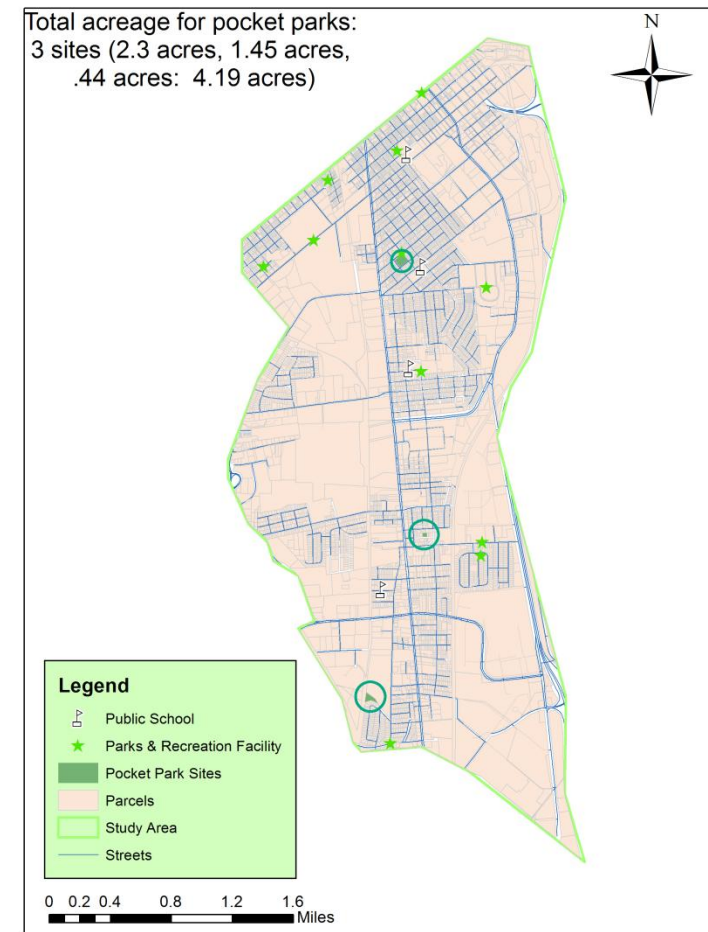 Total acreage for pocket parks:
3 sites (2.3 acres, 1.45 acres,
.44 acres:  4.19 acres)
N
Legend
Public School
Parks & Recreation Facility
Pocket Park Sites
Parcels
Study Area
Streets
0 0.2 0.4 0.8 1.2 1.6
Miles